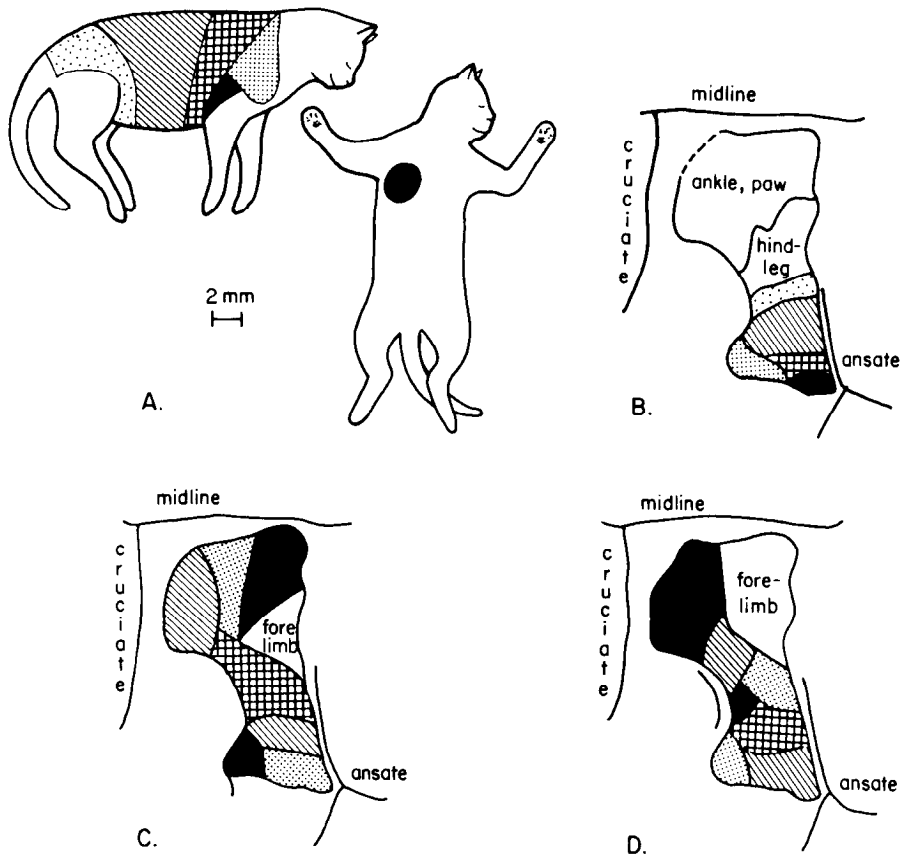 2 mm
A.
midline
cruciate
ankle, paw
hind-
leg
ansate
B.
midline
cruciate
fore
limb
ansate
C.
midline
cruciate
fore-
limb
ansate
D.